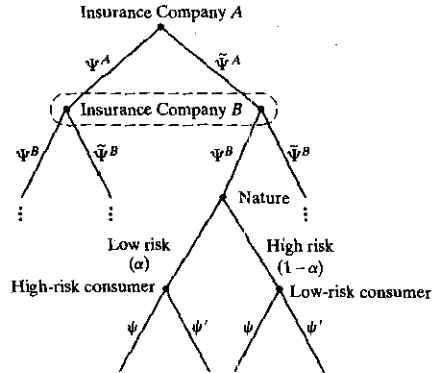 Insurance Company A
Ψ^A Ψ̃^A
Insurance Company B
Ψ^B Ψ̃^B Ψ^B Ψ̃^B
Nature
Low risk High risk
(α) (1−α)
High-risk consumer Low-risk consumer
ψ ψ′ ψ ψ′